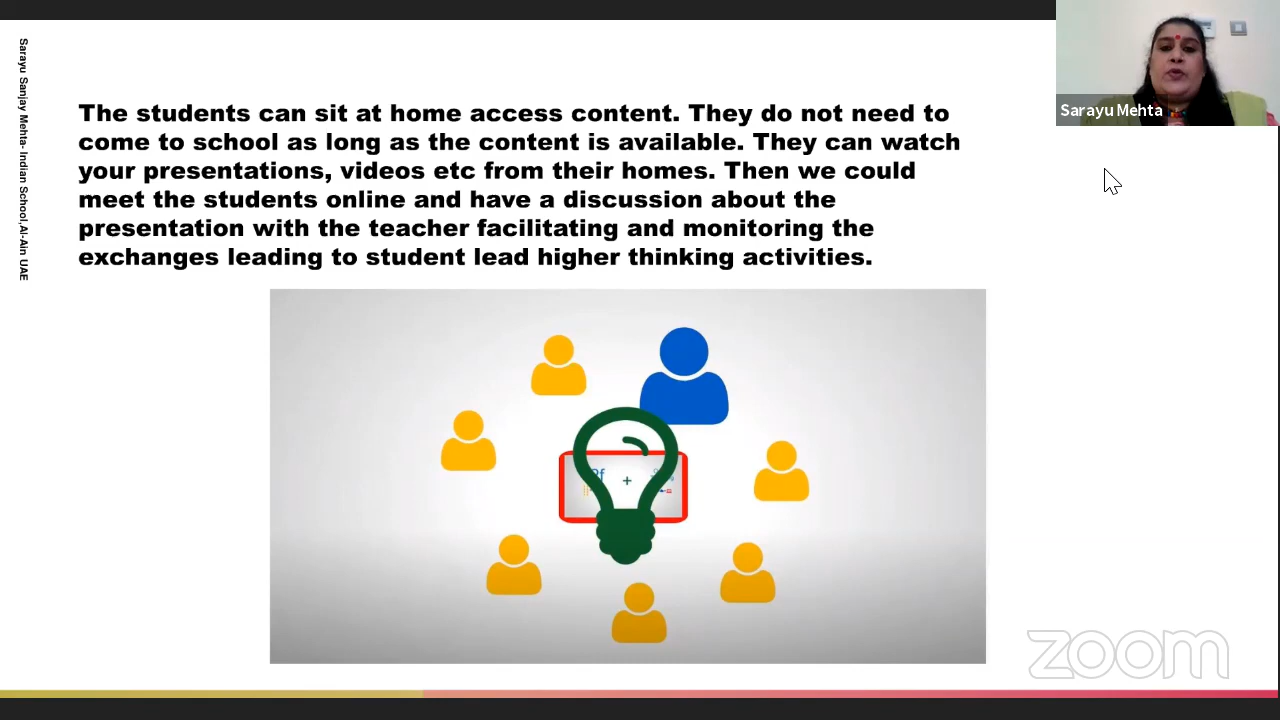 Sarayu Sanjay Mehta- Indian School,Al-Ain UAE
The students can sit at home access content. They do not need to
come to school as long as the content is available. They can watch
your presentations, videos etc from their homes. Then we could
meet the students online and have a discussion about the
presentation with the teacher facilitating and monitoring the
exchanges leading to student lead higher thinking activities.
Sarayu Mehta
zoom